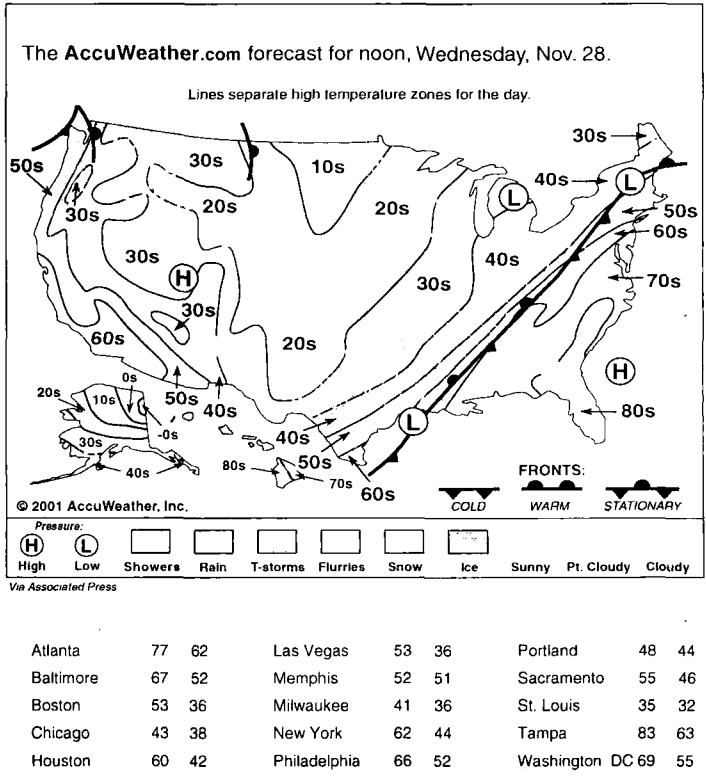 The AccuWeather.com forecast for noon, Wednesday, Nov. 28.
Lines separate high temperature zones for the day.
30s
50s
30s
10s
40s
L
L
30s
20s
20s
50s
60s
30s
H
40s
70s
30s
30s
60s
20s
H
0s
20s
10s
50s
40s
L
80s
-0s
40s
30s
50s
40s
80s
70s
60s
FRONTS:
© 2001 AccuWeather, Inc.
COLD WARM STATIONARY
Pressure:
H L
High Low Showers Rain T-storms Flurries Snow Ice Sunny Pt. Cloudy Cloudy
Via Associated Press
Atlanta 77 62 Las Vegas 53 36 Portland 48 44
Baltimore 67 52 Memphis 52 51 Sacramento 55 46
Boston 53 36 Milwaukee 41 36 St. Louis 35 32
Chicago 43 38 New York 62 44 Tampa 83 63
Houston 60 42 Philadelphia 66 52 Washington DC 69 55